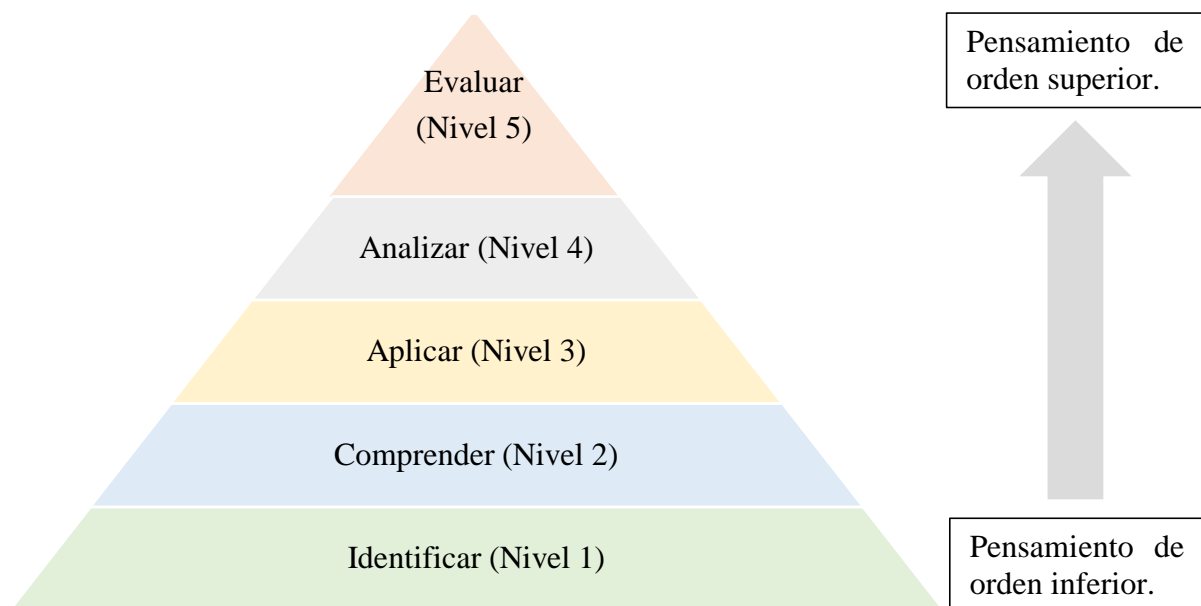 Evaluar
(Nivel 5)
Analizar (Nivel 4)
Aplicar (Nivel 3)
Comprender (Nivel 2)
Identificar (Nivel 1)
Pensamiento de
orden superior.
Pensamiento de
orden inferior.